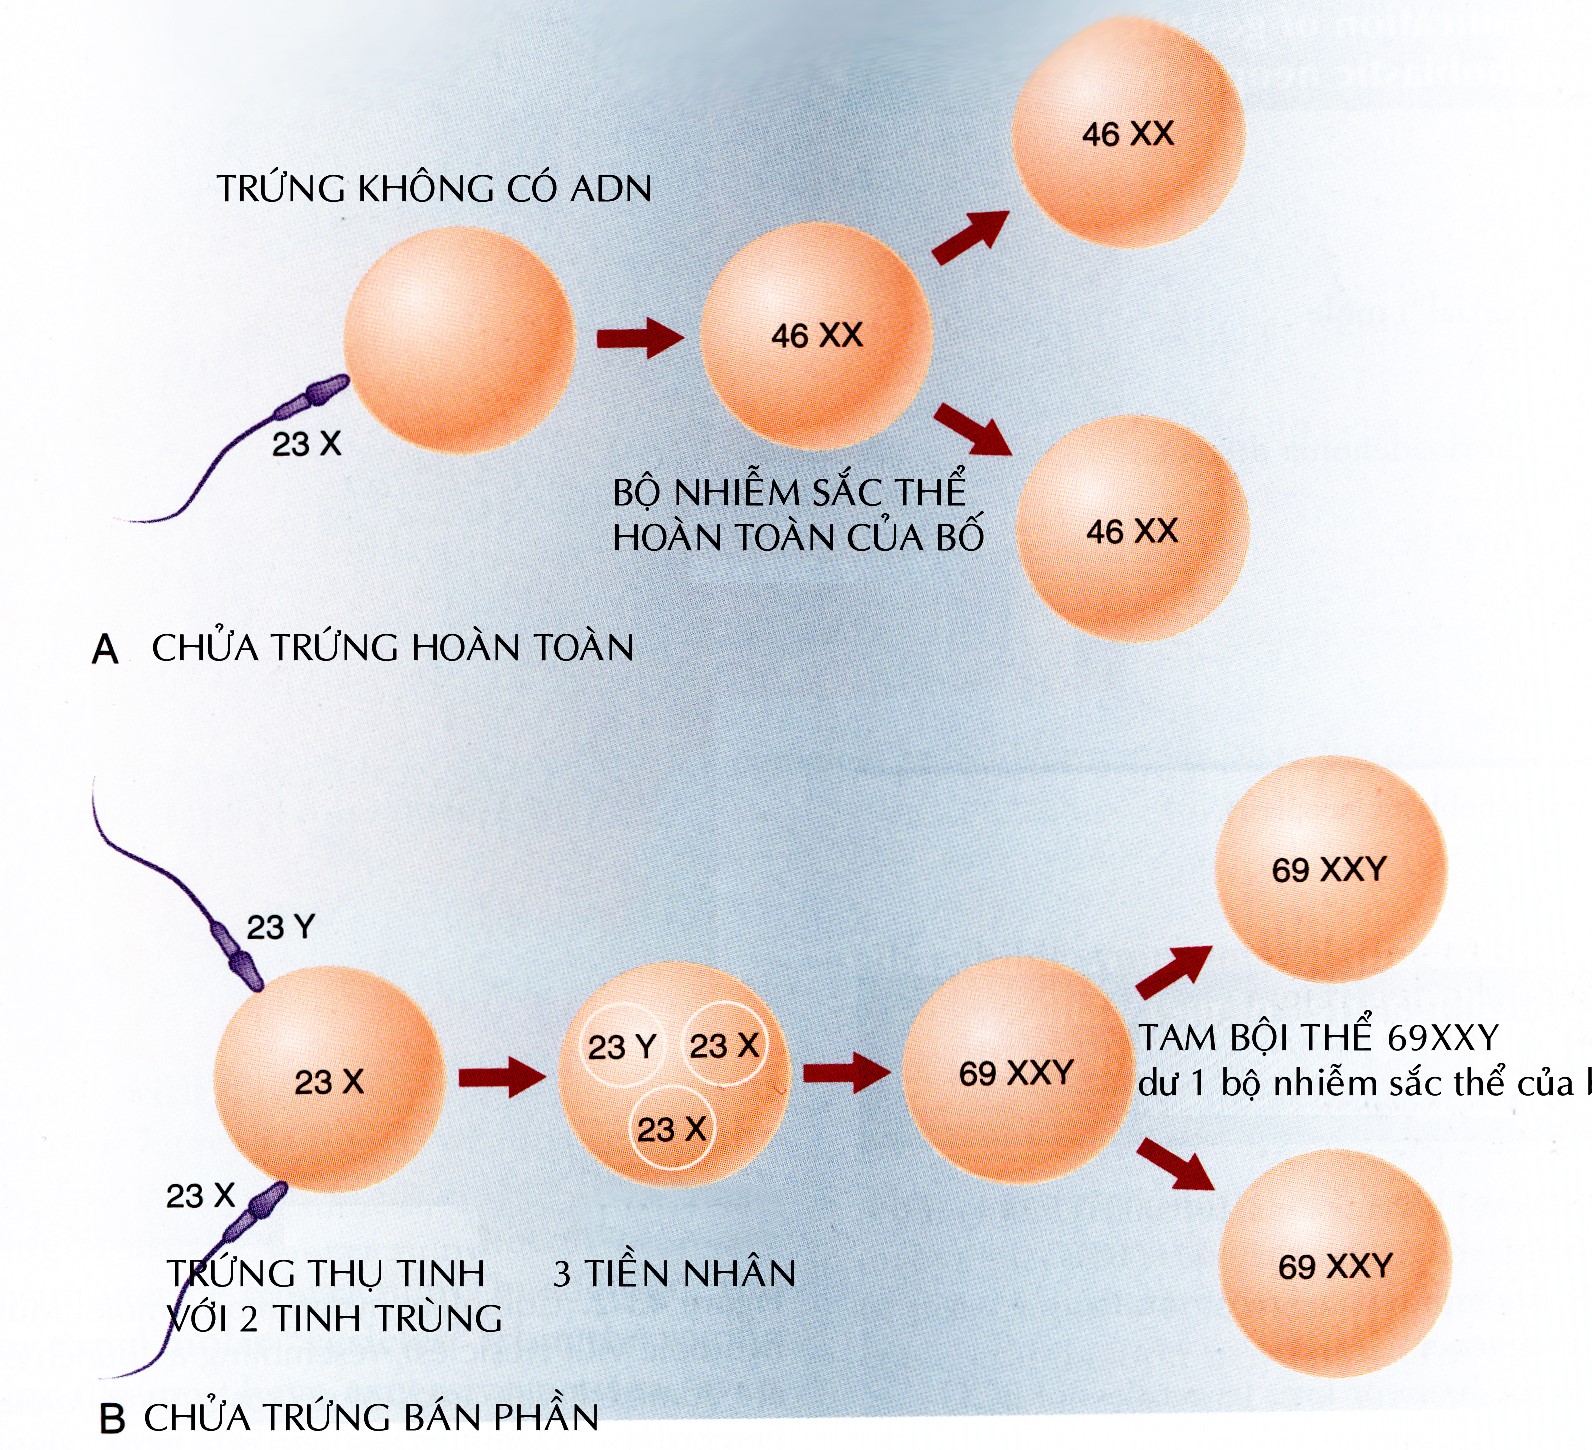 46 XX
TRỨNG KHÔNG CÓ ADN
46 XX
23 X
BỘ NHIỄM SẮC THỂ
HOÀN TOÀN CỦA BỐ
46 XX
A CHỬA TRỨNG HOÀN TOÀN
69 XXY
23 Y
23 Y
23 X
TAM BỘI THỂ 69XXY
23 X
69 XXY
dư 1 bộ nhiễm sắc thể của
23 X
23 X
69 XXY
TRỨNG THỤ TINH
VỚI 2 TINH TRÙNG
3 TIỀN NHÂN
B CHỬA TRỨNG BÁN PHẦN